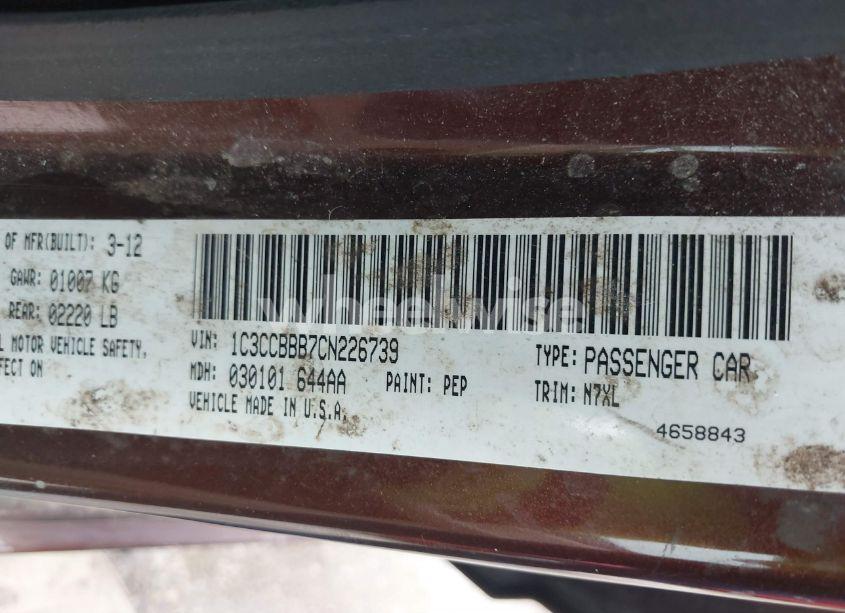 OF MFR(BUILT): 3-12
GAWR: 01007 KG
REAR: 02220 LB
MOTOR VEHICLE SAFETY,
ON
wheelwise
VIN: 1C3CCBBB7CN226739
TYPE: PASSENGER CAR
MDH: 030101 644AA PAINT: PEP
TRIM: N7XL
VEHICLE MADE IN U.S.A.
4658843